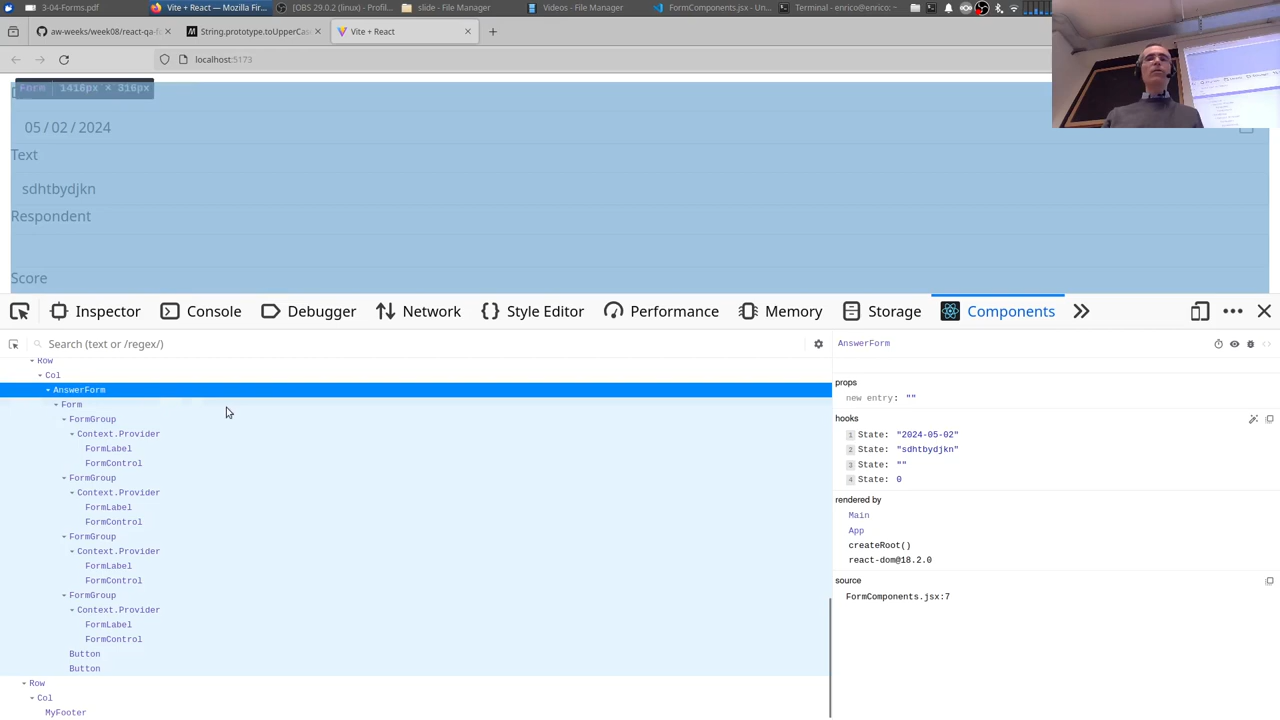 3-04-Forms.pdf
Vite + React — Mozilla Fir...
[OBS 29.0.2 (linux) - Profil...
slide - File Manager
Videos - File Manager
FormComponents.jsx - Un...
Terminal - enrico@enrico: ~
aw-weeks/week08/react-qa-f
String.prototype.toUpperCas
Vite + React
localhost:5173
Form | 1416px × 316px
05/02/2024
Text
sdhtbydjkn
Respondent
Score
Inspector
Console
Debugger
Network
Style Editor
Performance
Memory
Storage
Components
Search (text or /regex/)
Row
Col
AnswerForm
Form
FormGroup
Context.Provider
FormLabel
FormControl
FormGroup
Context.Provider
FormLabel
FormControl
FormGroup
Context.Provider
FormLabel
FormControl
FormGroup
Context.Provider
FormLabel
FormControl
Button
Button
Row
Col
MyFooter
AnswerForm
props
new entry: ""
hooks
1 State: "2024-05-02"
2 State: "sdhtbydjkn"
3 State: ""
4 State: 0
rendered by
Main
App
createRoot()
react-dom@18.2.0
source
FormComponents.jsx:7